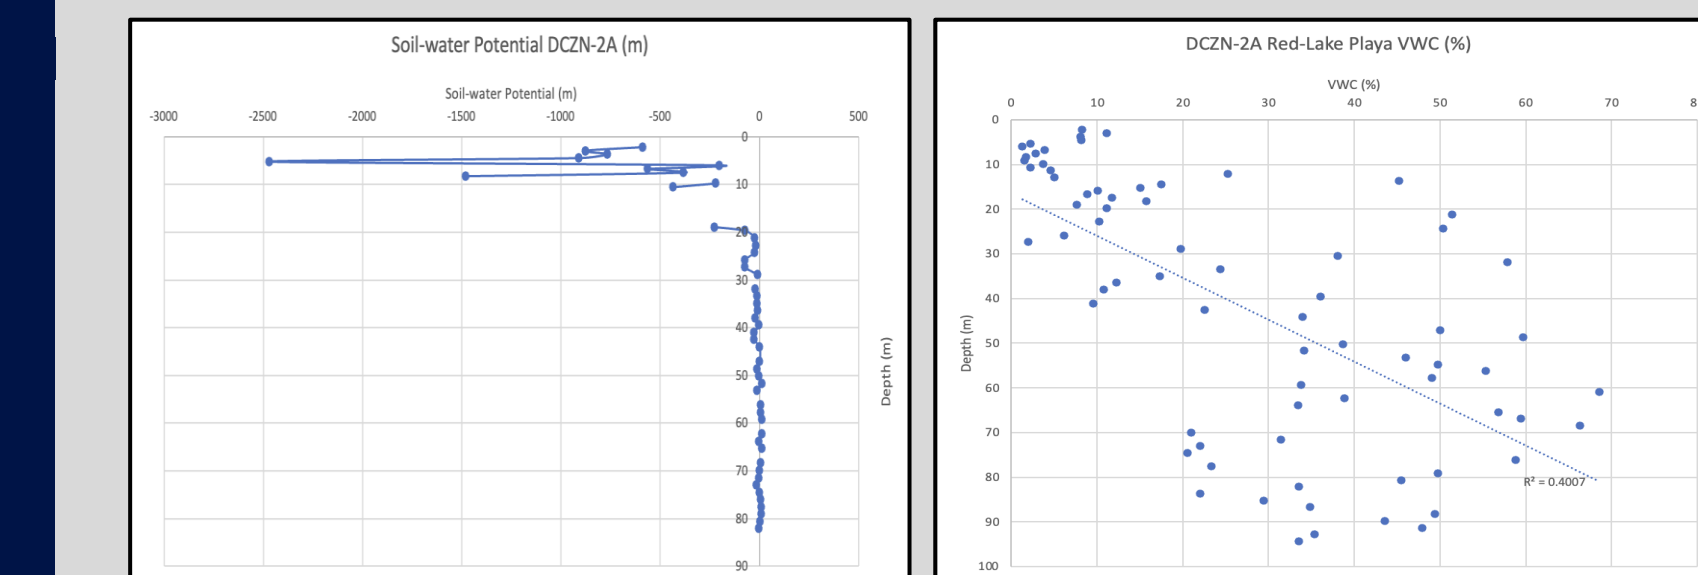 Soil-water Potential DCZN-2A (m)
Soil-water Potential (m)
-3000 -2500 -2000 -1500 -1000 -500 0 500
0
10
20
30
40
50
60
70
80
90
Depth (m)
DCZN-2A Red-Lake Playa VWC (%)
VWC (%)
0 10 20 30 40 50 60 70 8
0
10
20
30
40
50
60
70
80
90
100
Depth (m)
R² = 0.4007